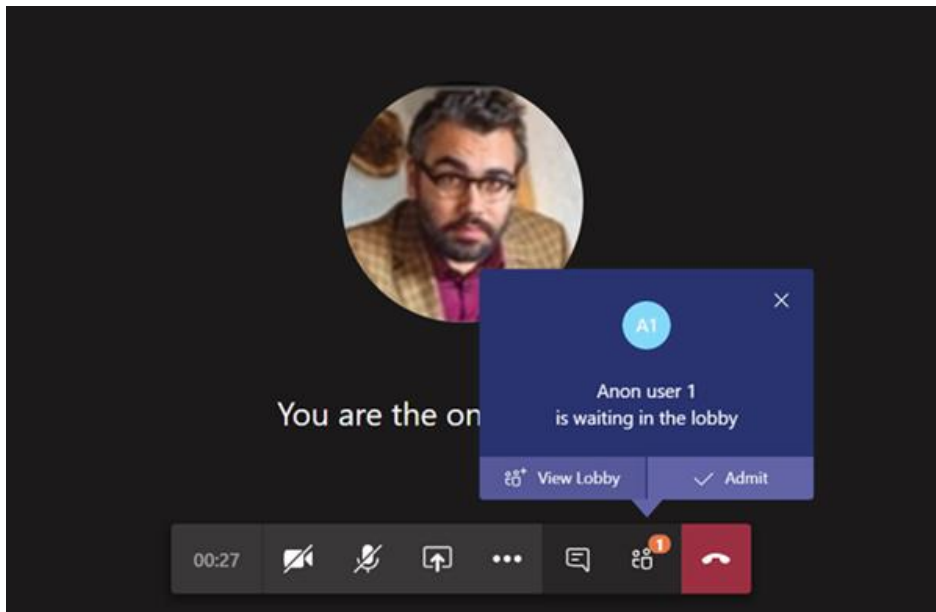 A1
Anon user 1
is waiting in the lobby
You are the on
View Lobby
Admit
00:27
1